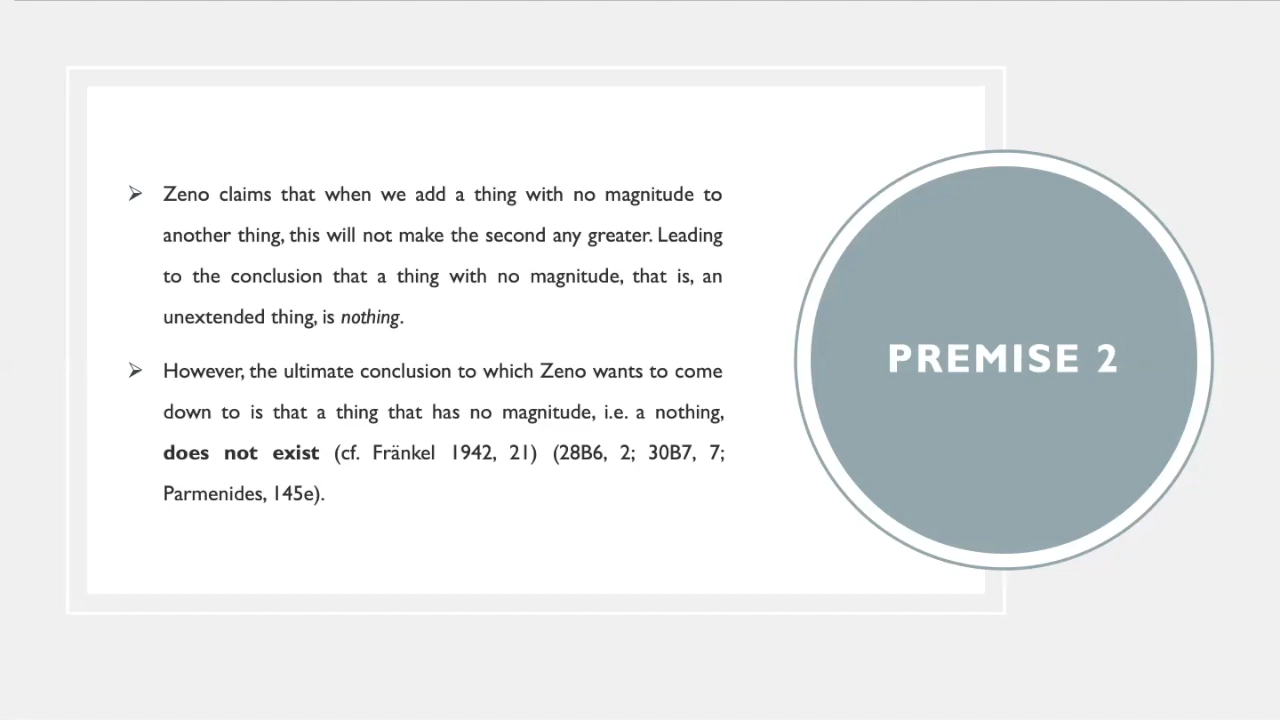 ➢ Zeno claims that when we add a thing with no magnitude to
another thing, this will not make the second any greater. Leading
to the conclusion that a thing with no magnitude, that is, an
unextended thing, is nothing.
➢ However, the ultimate conclusion to which Zeno wants to come
down to is that a thing that has no magnitude, i.e. a nothing,
does not exist (cf. Fränkel 1942, 21) (28B6, 2; 30B7, 7;
Parmenides, 145e).
PREMISE 2